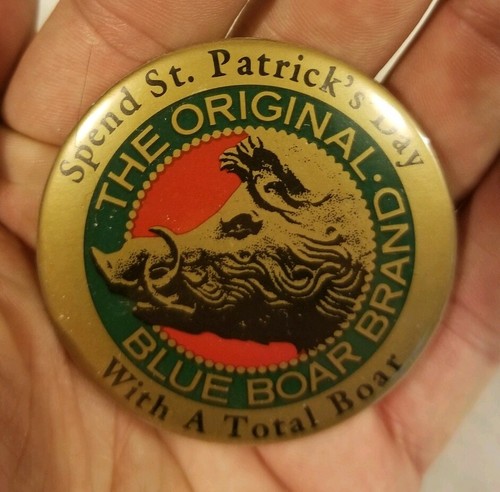 Spend St. Patrick's Day
THE ORIGINAL·
BLUE BOAR BRAND
With A Total Boar